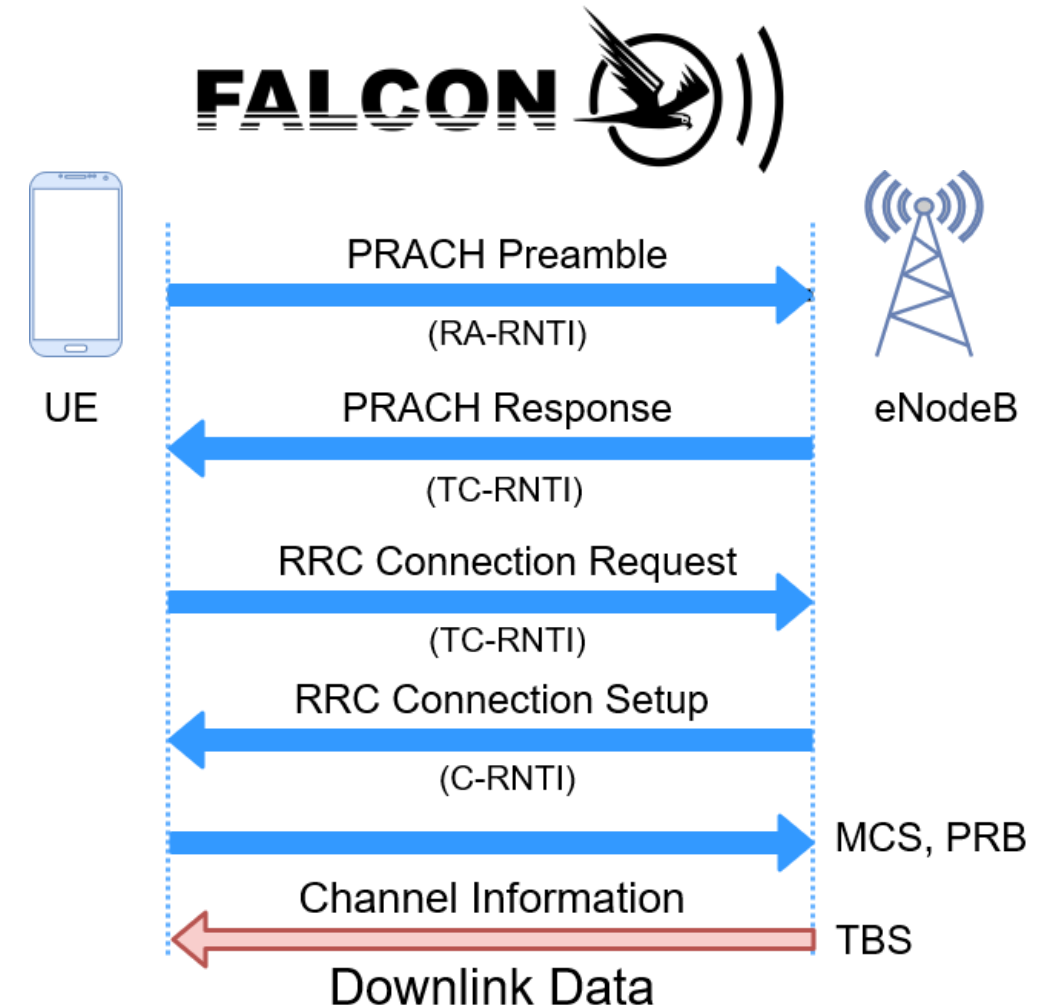 FALCON
PRACH Preamble
(RA-RNTI)
UE
PRACH Response
eNodeB
(TC-RNTI)
RRC Connection Request
(TC-RNTI)
RRC Connection Setup
(C-RNTI)
MCS, PRB
Channel Information
TBS
Downlink Data